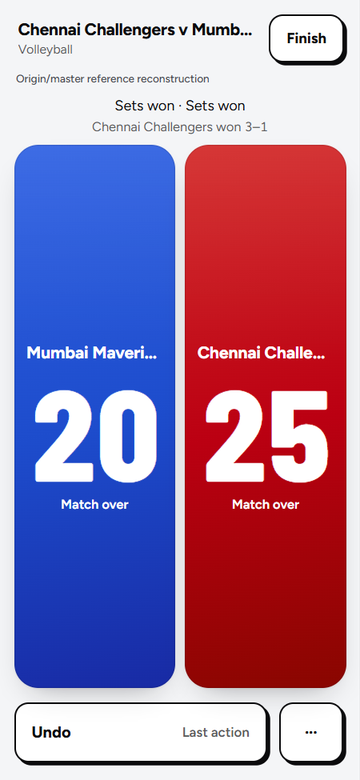 Chennai Challengers v Mumb...
Finish
Volleyball
Origin/master reference reconstruction
Sets won · Sets won
Chennai Challengers won 3–1
Mumbai Maveri...
Chennai Challe...
20
25
Match over
Match over
Undo
Last action
...